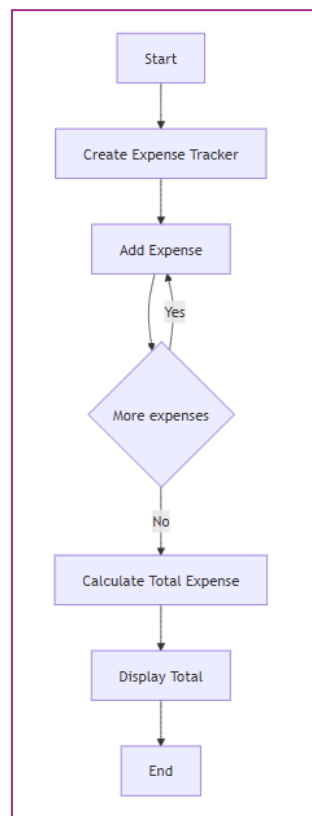 Start
Create Expense Tracker
Add Expense
Yes
More expenses
No
Calculate Total Expense
Display Total
End